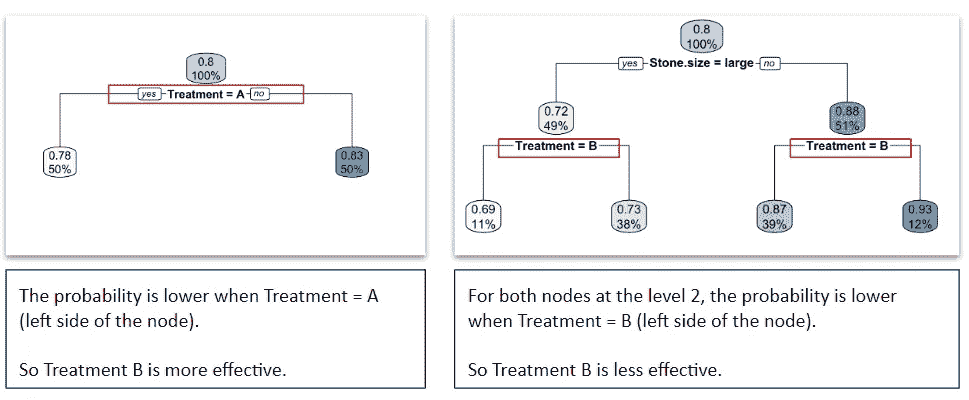 0.8
100%
yes Treatment = A no
0.78
50%
0.83
50%
The probability is lower when Treatment = A
(left side of the node).
So Treatment B is more effective.
0.8
100%
yes Stone.size = large no
0.72
49%
0.88
51%
Treatment = B
Treatment = B
0.69
11%
0.73
38%
0.87
39%
0.93
12%
For both nodes at the level 2, the probability is lower
when Treatment = B (left side of the node).
So Treatment B is less effective.